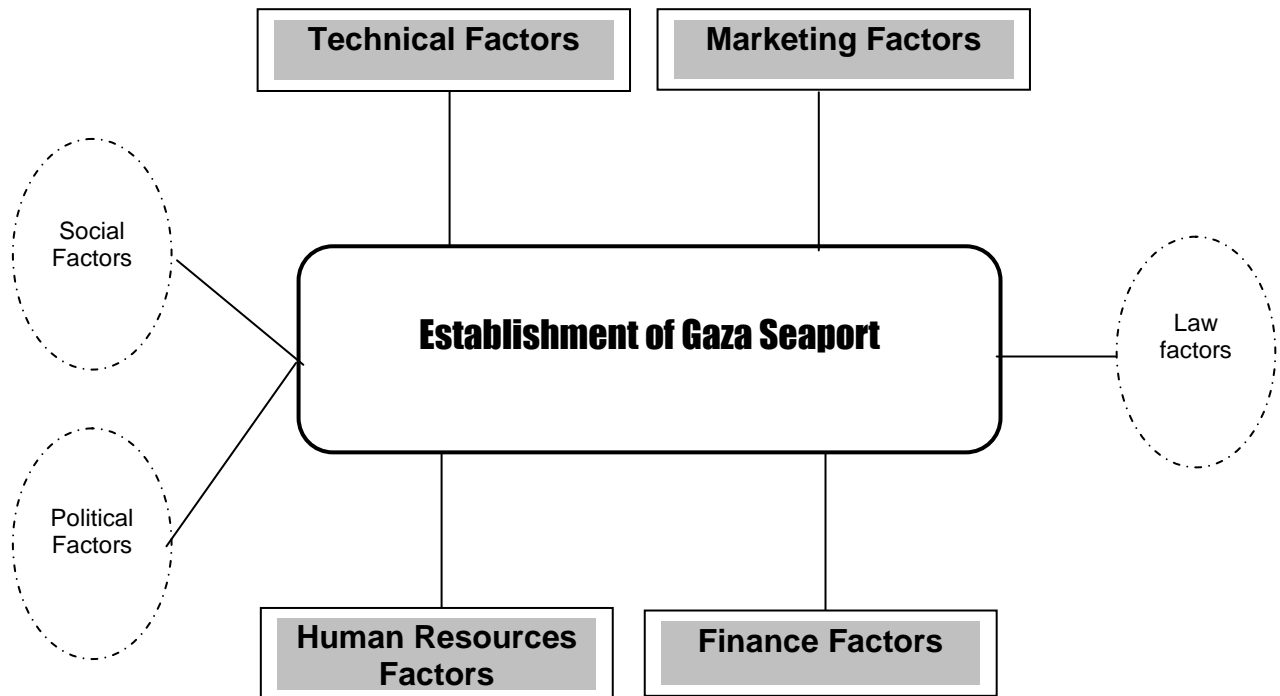 Technical Factors
Marketing Factors
Social
Factors
Establishment of Gaza Seaport
Law
factors
Political
Factors
Human Resources
Factors
Finance Factors